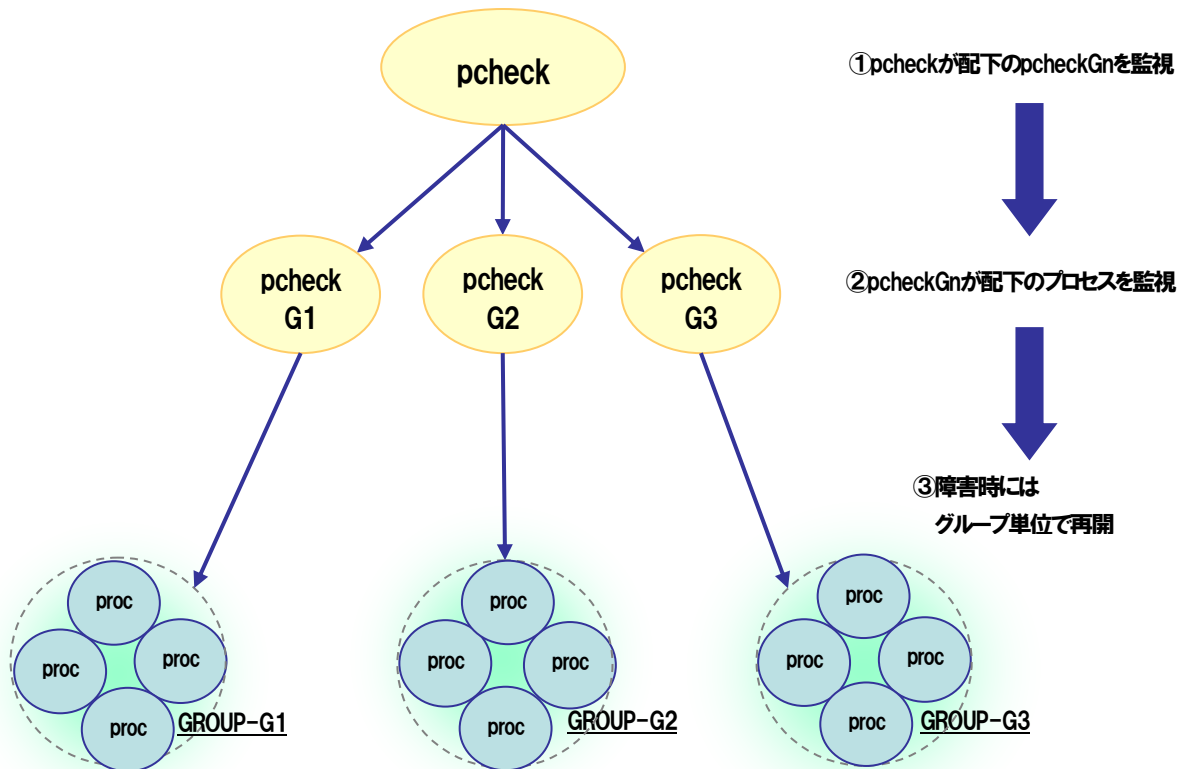 pcheck
①pcheckが配下のpcheckGnを監視
pcheck
G1
pcheck
G2
pcheck
G3
②pcheckGnが配下のプロセスを監視
③障害時には
グループ単位で再開
proc
proc
proc
proc
GROUP-G1
proc
proc
proc
proc
GROUP-G2
proc
proc
proc
proc
GROUP-G3